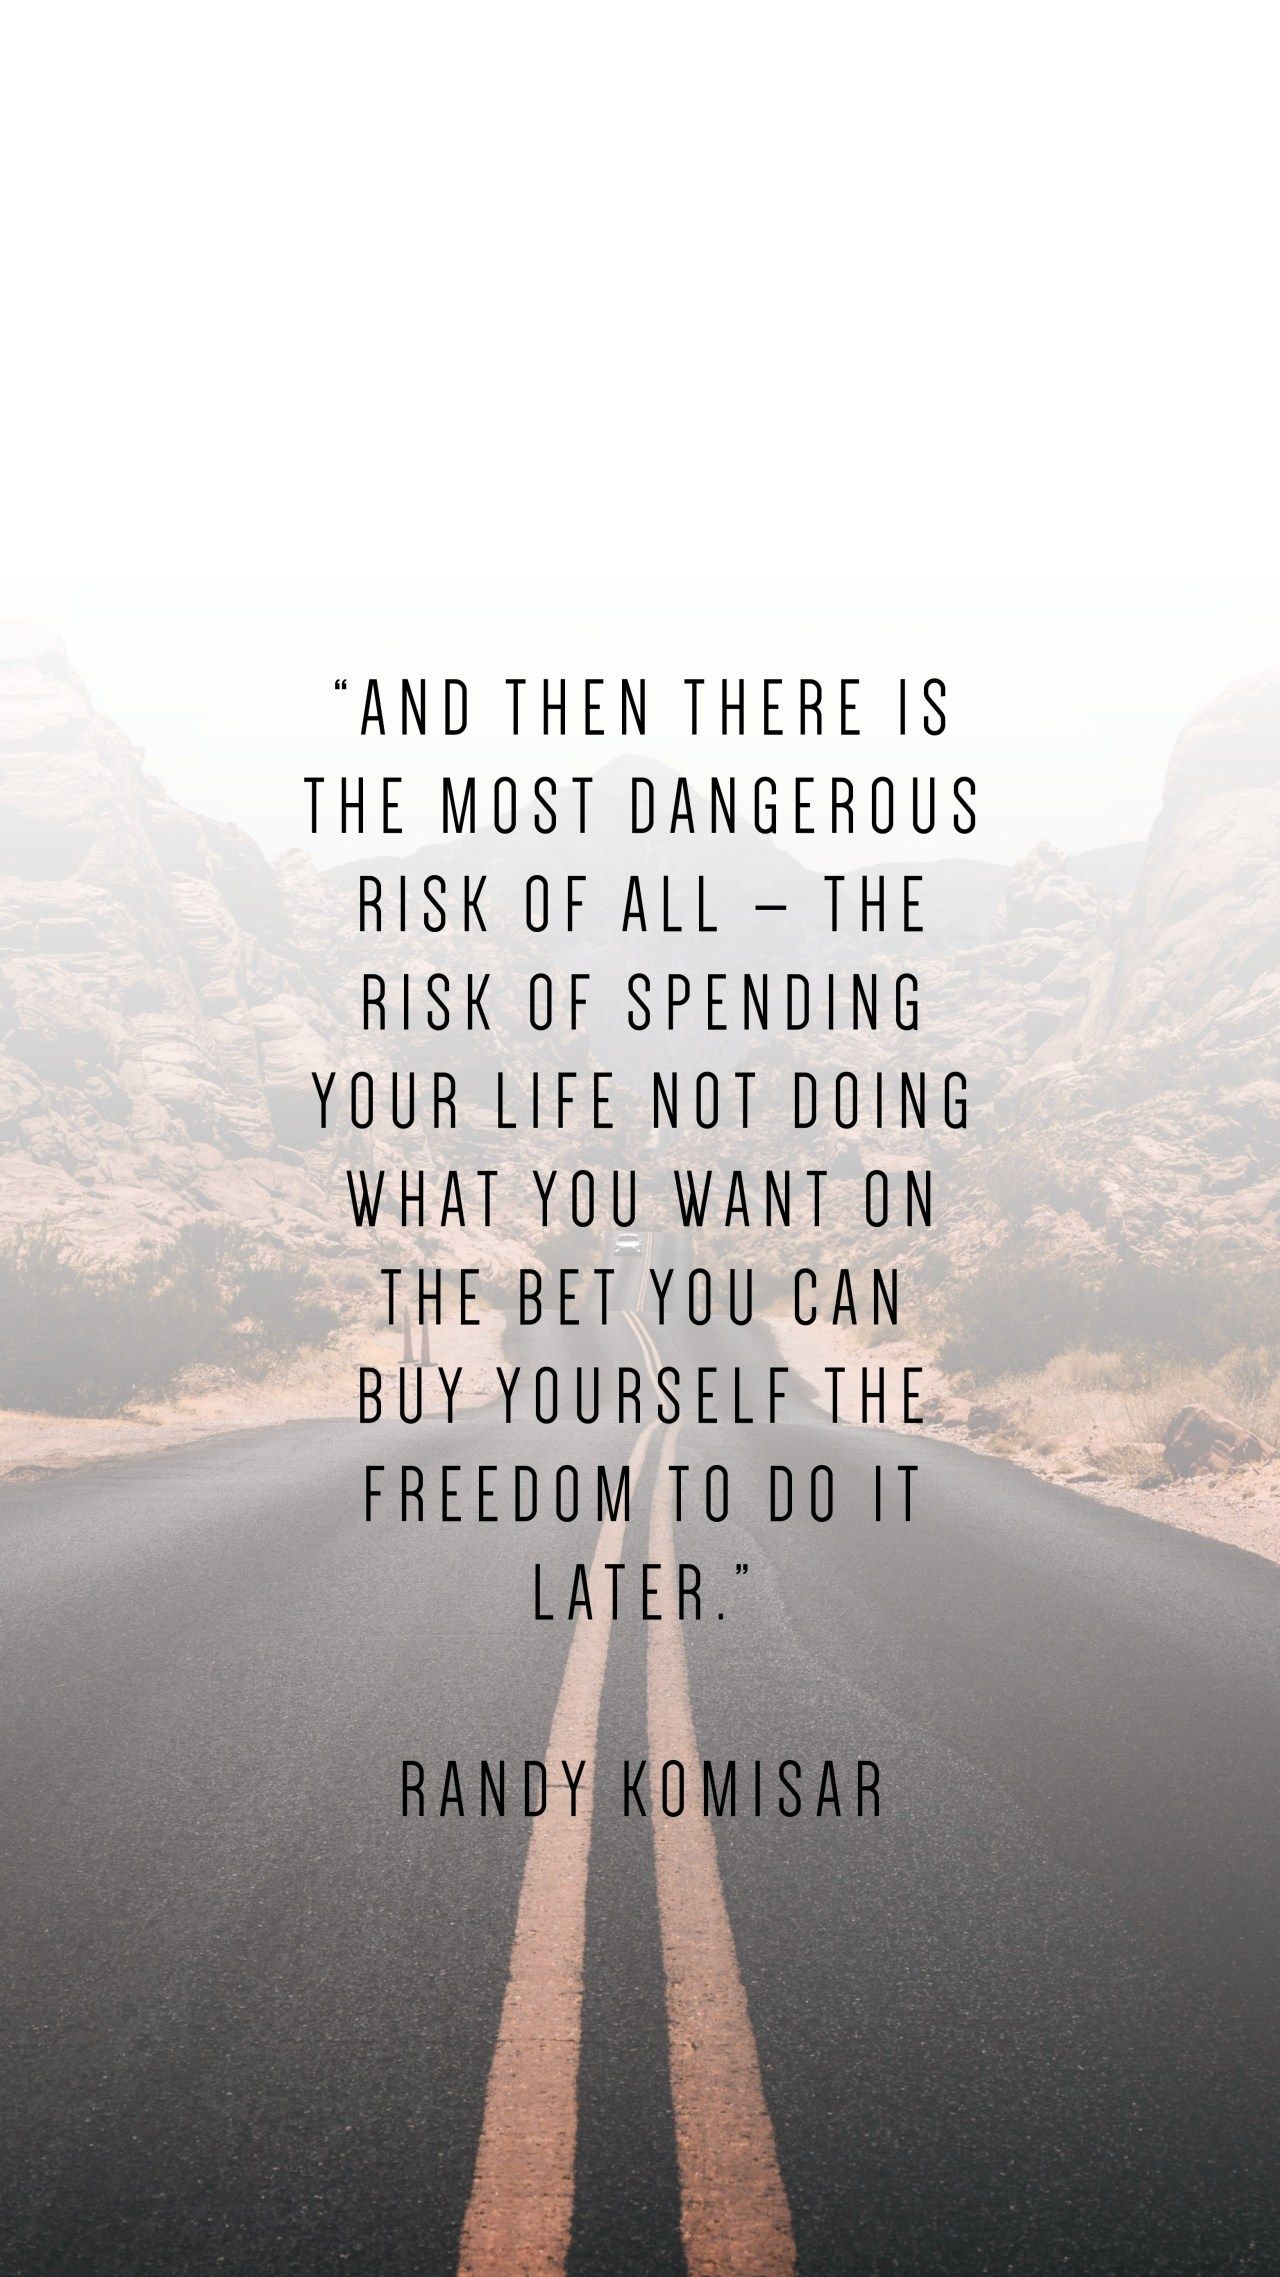 “AND THEN THERE IS
THE MOST DANGEROUS
RISK OF ALL – THE
RISK OF SPENDING
YOUR LIFE NOT DOING
WHAT YOU WANT ON
THE BET YOU CAN
BUY YOURSELF THE
FREEDOM TO DO IT
LATER.”
RANDY KOMISAR